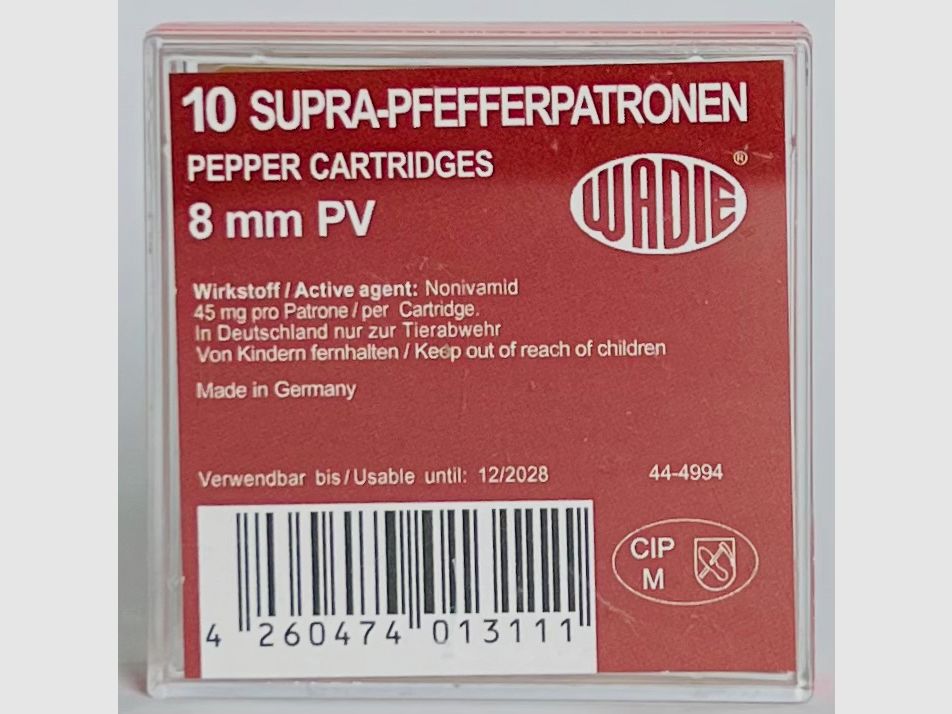 10 SUPRA-PFEFFERPATRONEN
PEPPER CARTRIDGES
8 mm PV
WADIE ®
Wirkstoff / Active agent: Nonivamid
45 mg pro Patrone / per Cartridge.
In Deutschland nur zur Tierabwehr
Von Kindern fernhalten / Keep out of reach of children
Made in Germany
Verwendbar bis / Usable until: 12/2028
44-4994
CIP
M
4 260474 013111